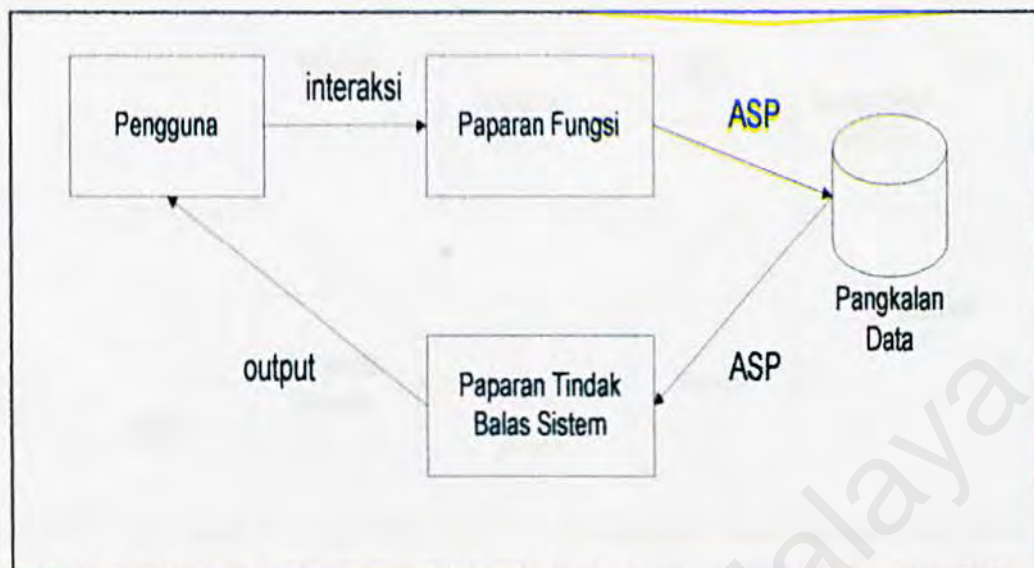 Pengguna
interaksi
Paparan Fungsi
ASP
Pangkalan
Data
ASP
Paparan Tindak
Balas Sistem
output